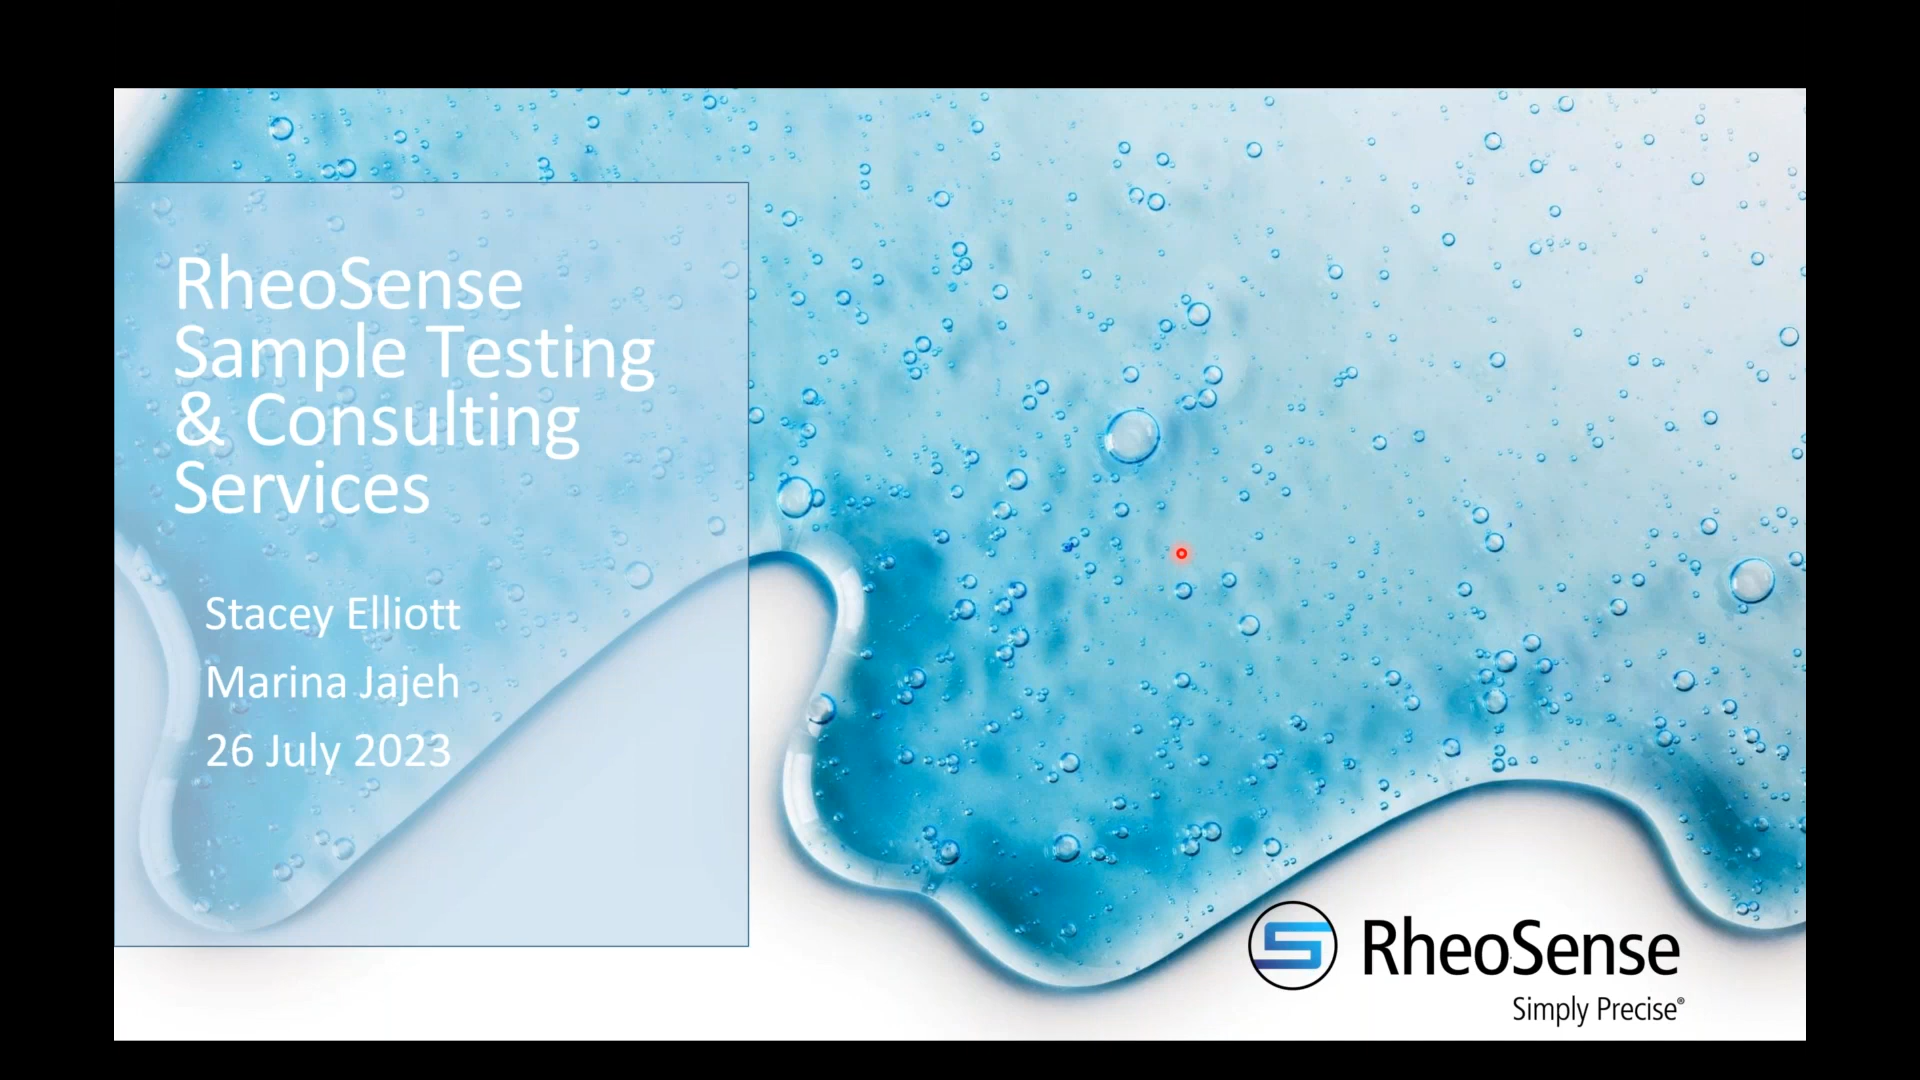 RheoSense
Sample Testing
& Consulting
Services
Stacey Elliott
Marina Jajeh
26 July 2023
RheoSense
Simply Precise®